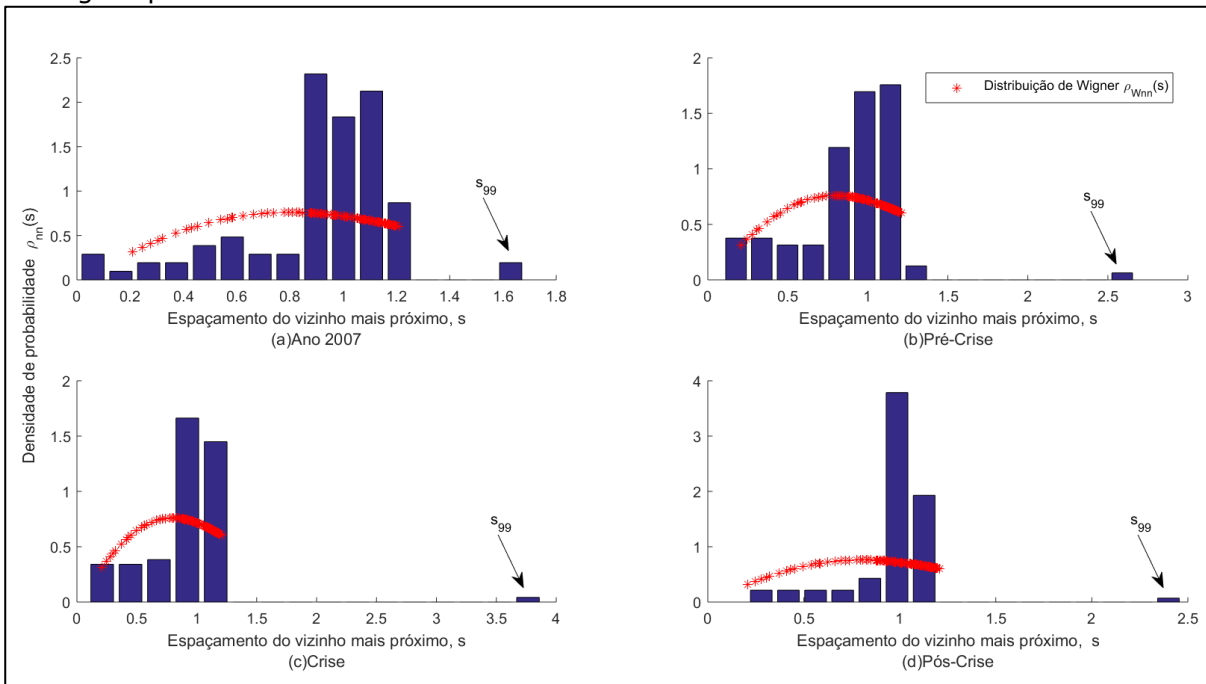 Densidade de probabilidade ρnn(s)
2.5
2
1.5
1
0.5
0
0 0.2 0.4 0.6 0.8 1 1.2 1.4 1.6 1.8
s99
Espaçamento do vizinho mais próximo, s
(a)Ano 2007
2
1.5
1
0.5
0
0 0.5 1 1.5 2 2.5 3
Distribuição de Wigner ρWnn(s)
s99
Espaçamento do vizinho mais próximo, s
(b)Pré-Crise
2
1.5
1
0.5
0
0 0.5 1 1.5 2 2.5 3 3.5 4
s99
Espaçamento do vizinho mais próximo, s
(c)Crise
4
3
2
1
0
0 0.5 1 1.5 2 2.5
s99
Espaçamento do vizinho mais próximo, s
(d)Pós-Crise